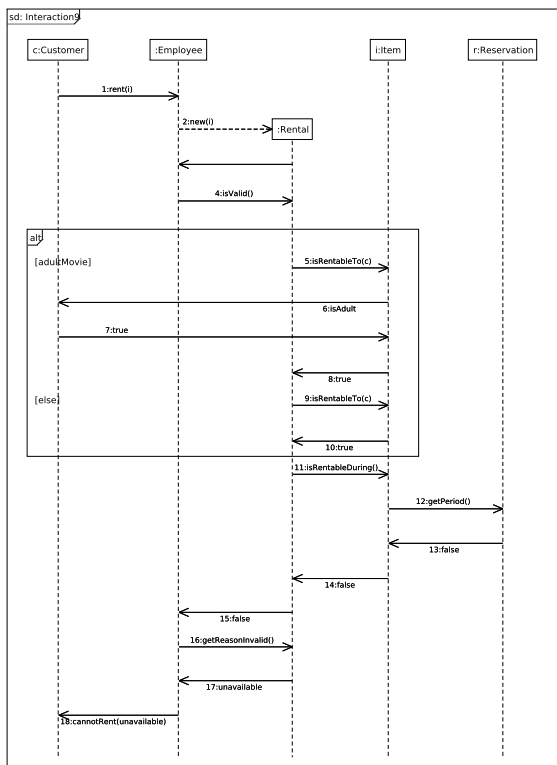 sd: Interaction9
c:Customer
:Employee
i:Item
r:Reservation
1:rent(i)
2:new(i)
:Rental
4:isValid()
alt
[adultMovie]
5:isRentableTo(c)
6:isAdult
7:true
8:true
[else]
9:isRentableTo(c)
10:true
11:isRentableDuring()
12:getPeriod()
13:false
14:false
15:false
16:getReasonInvalid()
17:unavailable
18:cannotRent(unavailable)